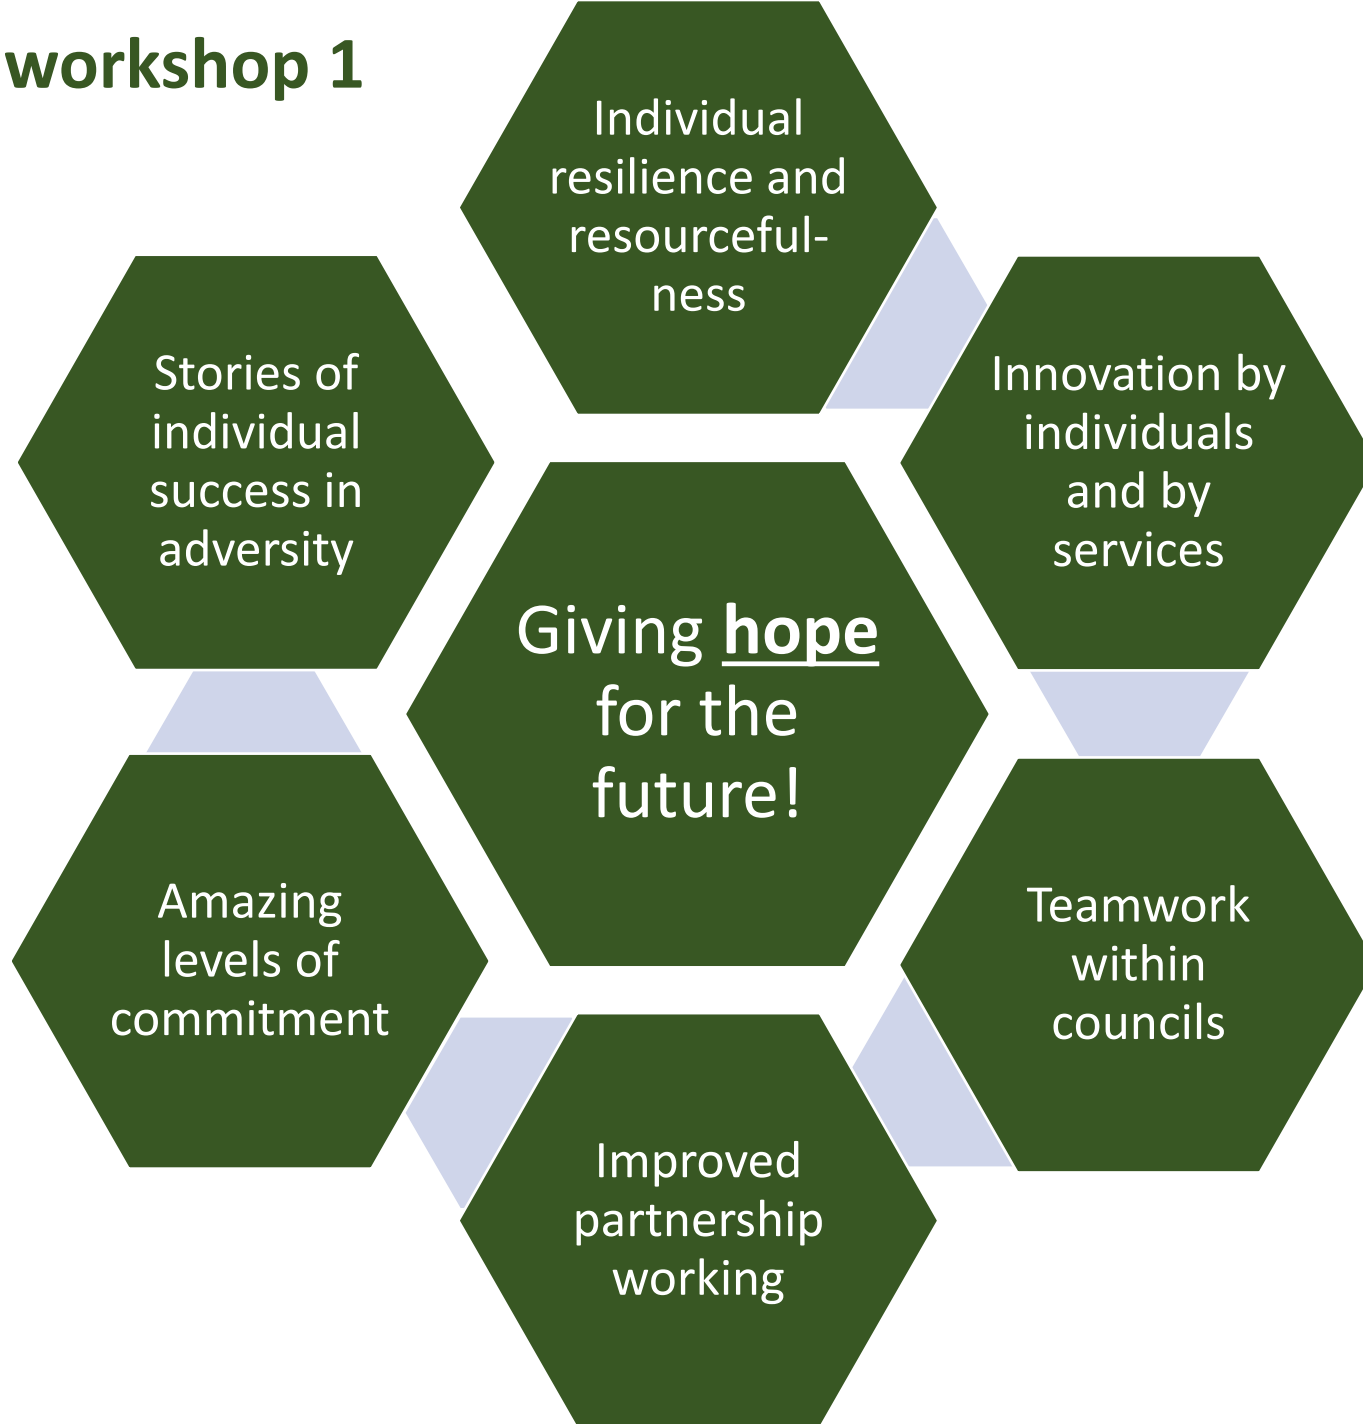 workshop 1
Individual
resilience and
resourceful-
ness
Innovation by
individuals
and by
services
Teamwork
within
councils
Improved
partnership
working
Amazing
levels of
commitment
Stories of
individual
success in
adversity
Giving hope
for the
future!